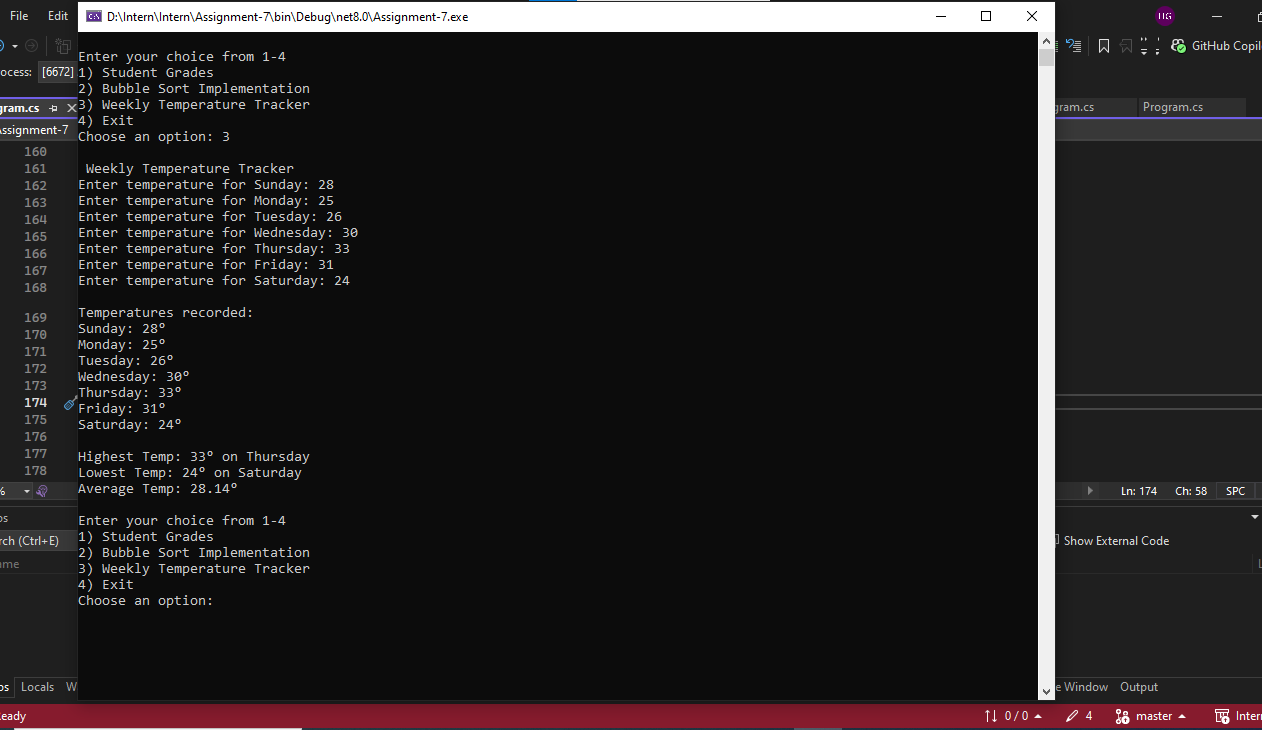 File Edit
D:\Intern\Intern\Assignment-7\bin\Debug\net8.0\Assignment-7.exe
HG
GitHub Copil
ocess: [6672]
gram.cs
gram.cs
Program.cs
Assignment-7
160
161
162
163
164
165
166
167
168
169
170
171
172
173
174
175
176
177
178
Enter your choice from 1-4
1) Student Grades
2) Bubble Sort Implementation
3) Weekly Temperature Tracker
4) Exit
Choose an option: 3
Weekly Temperature Tracker
Enter temperature for Sunday: 28
Enter temperature for Monday: 25
Enter temperature for Tuesday: 26
Enter temperature for Wednesday: 30
Enter temperature for Thursday: 33
Enter temperature for Friday: 31
Enter temperature for Saturday: 24
Temperatures recorded:
Sunday: 28°
Monday: 25°
Tuesday: 26°
Wednesday: 30°
Thursday: 33°
Friday: 31°
Saturday: 24°
Highest Temp: 33° on Thursday
Lowest Temp: 24° on Saturday
Average Temp: 28.14°
Enter your choice from 1-4
1) Student Grades
2) Bubble Sort Implementation
3) Weekly Temperature Tracker
4) Exit
Choose an option:
%
Ln: 174 Ch: 58 SPC
os
rch (Ctrl+E)
Show External Code
ame
os Locals W
e Window Output
eady
0 / 0
4
master
Inter